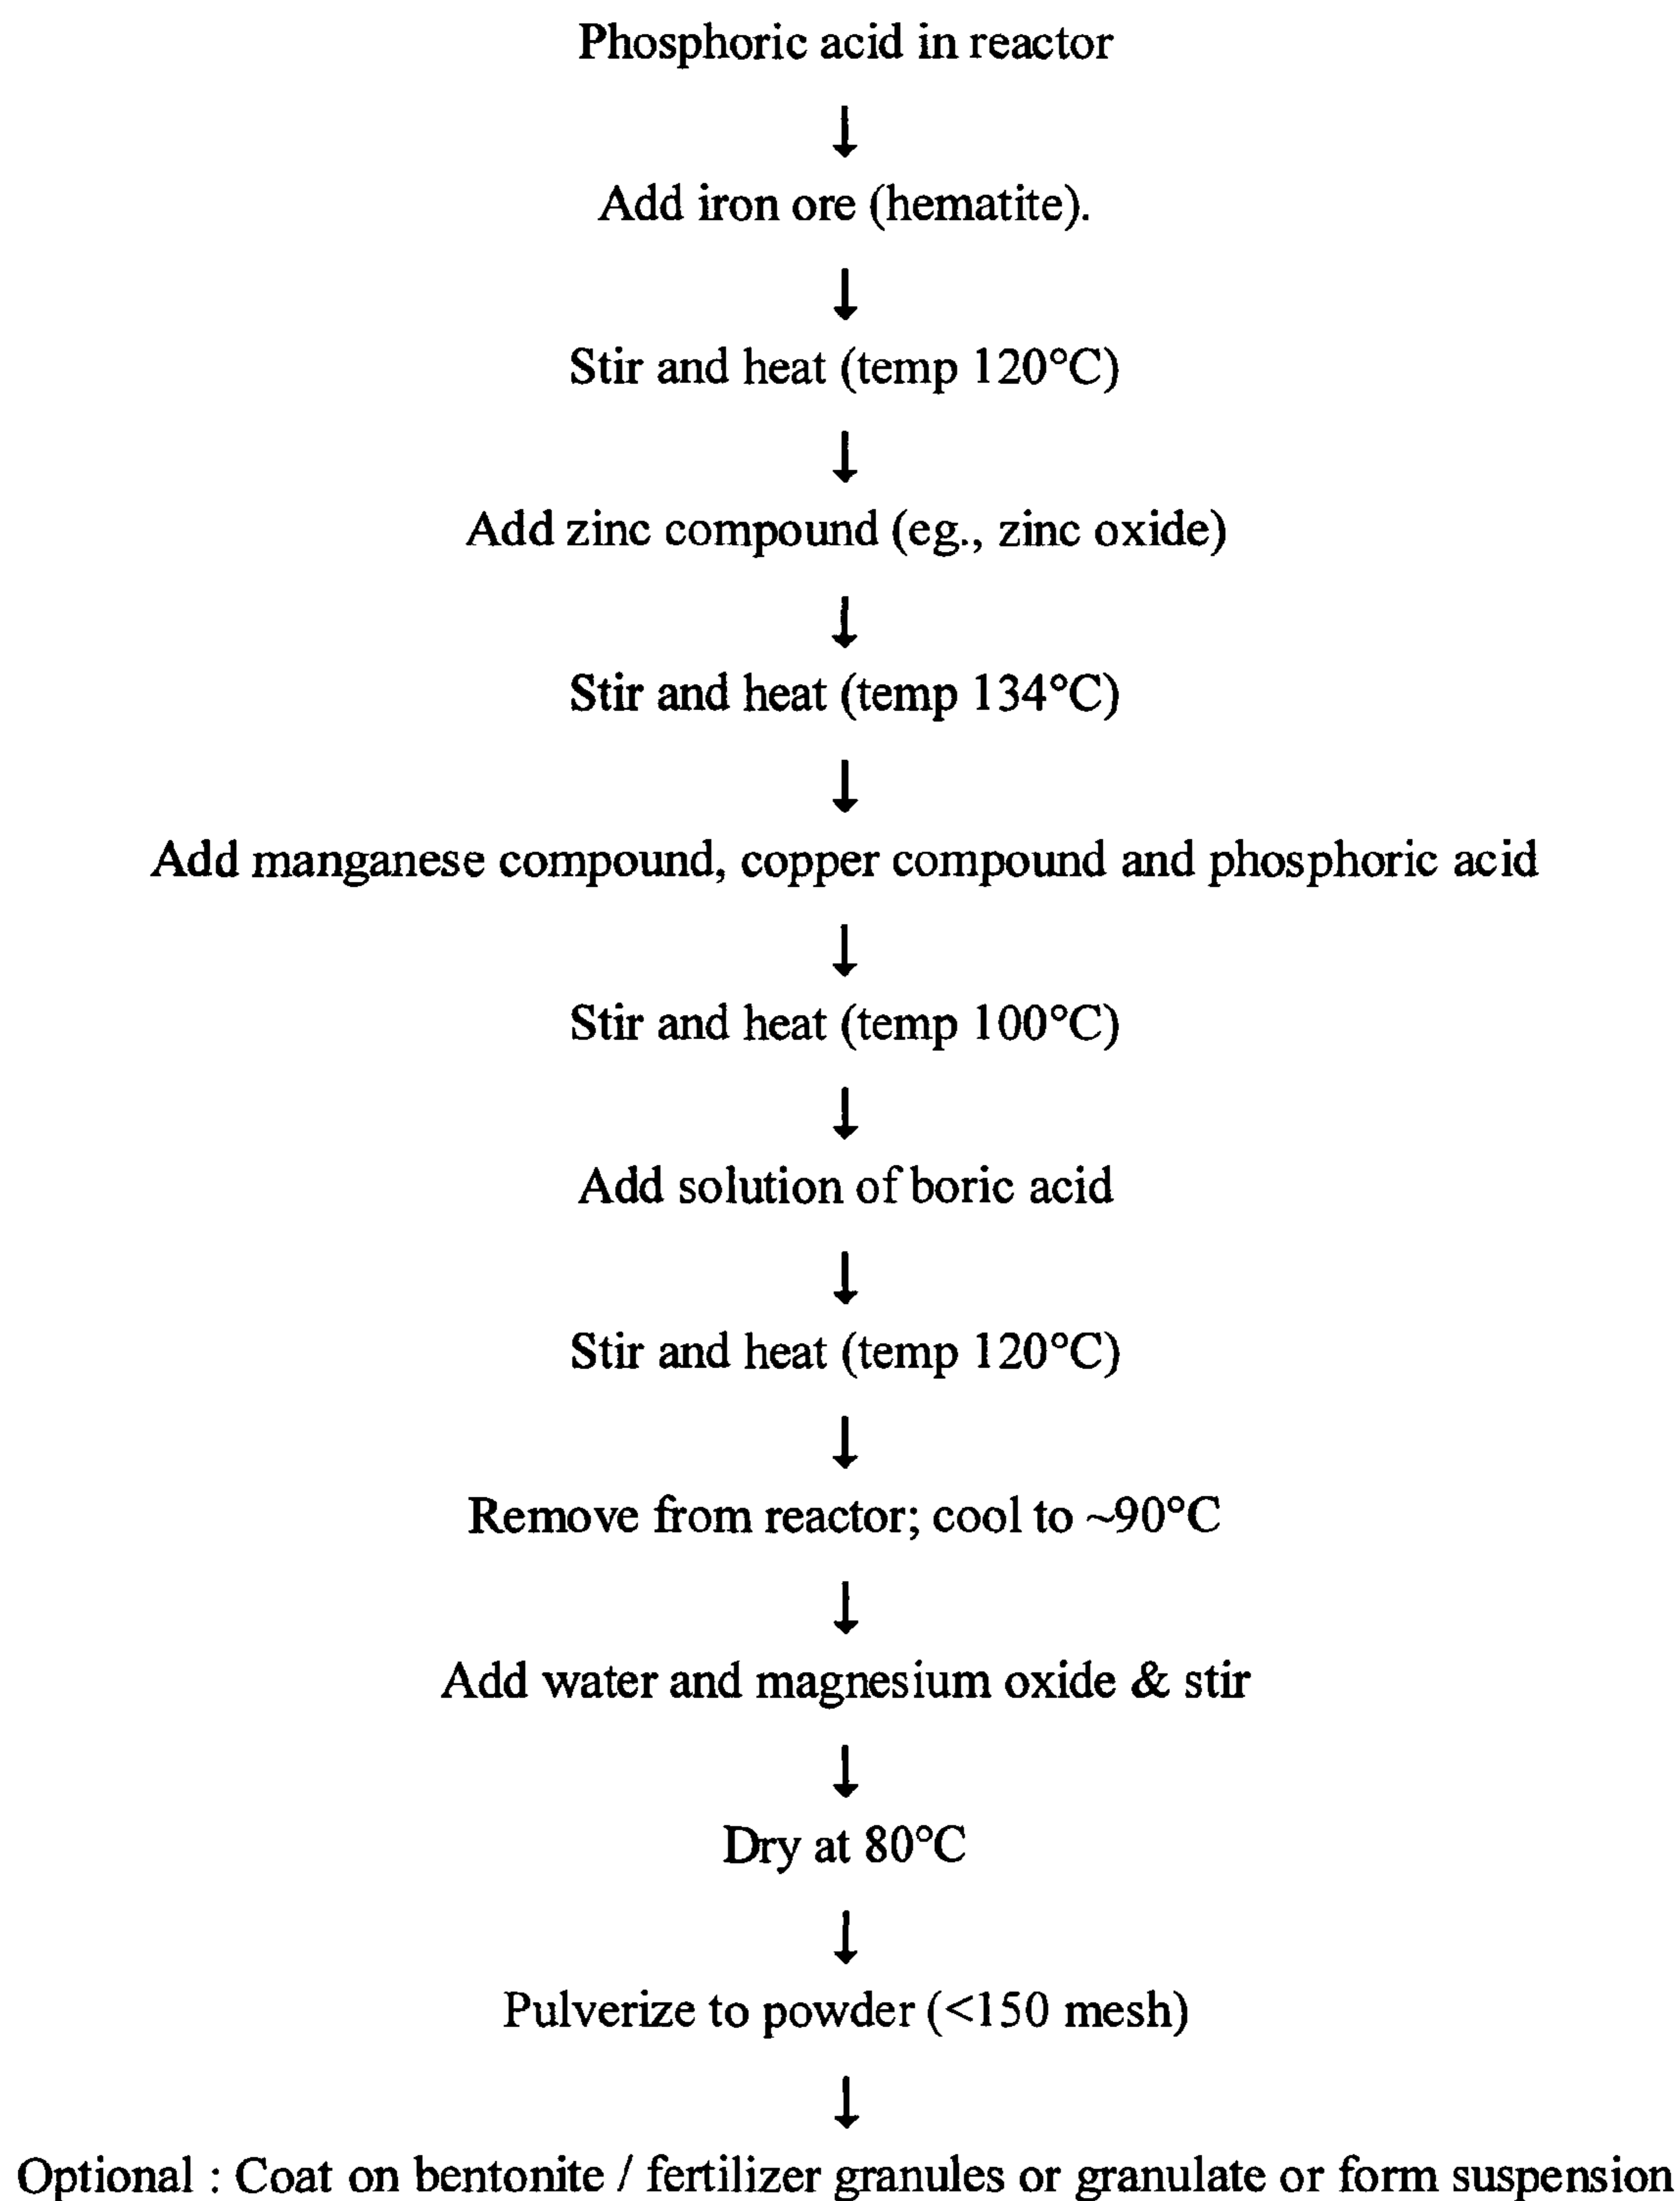 Phosphoric acid in reactor
Add iron ore (hematite).
Stir and heat (temp 120°C)
Add zinc compound (eg., zinc oxide)
Stir and heat (temp 134°C)
Add manganese compound, copper compound and phosphoric acid
Stir and heat (temp 100°C)
Add solution of boric acid
Stir and heat (temp 120°C)
Remove from reactor; cool to ~90°C
Add water and magnesium oxide & stir
Dry at 80°C
Pulverize to powder (<150 mesh)
Optional : Coat on bentonite / fertilizer granules or granulate or form suspension